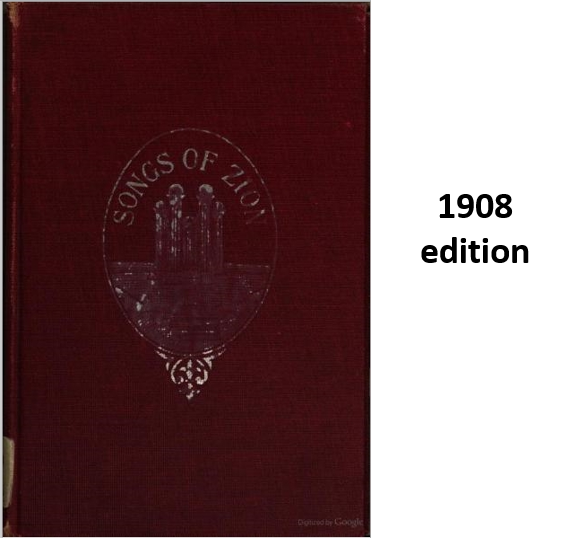 SONGS OF ZION
Digitized by Google
1908
edition